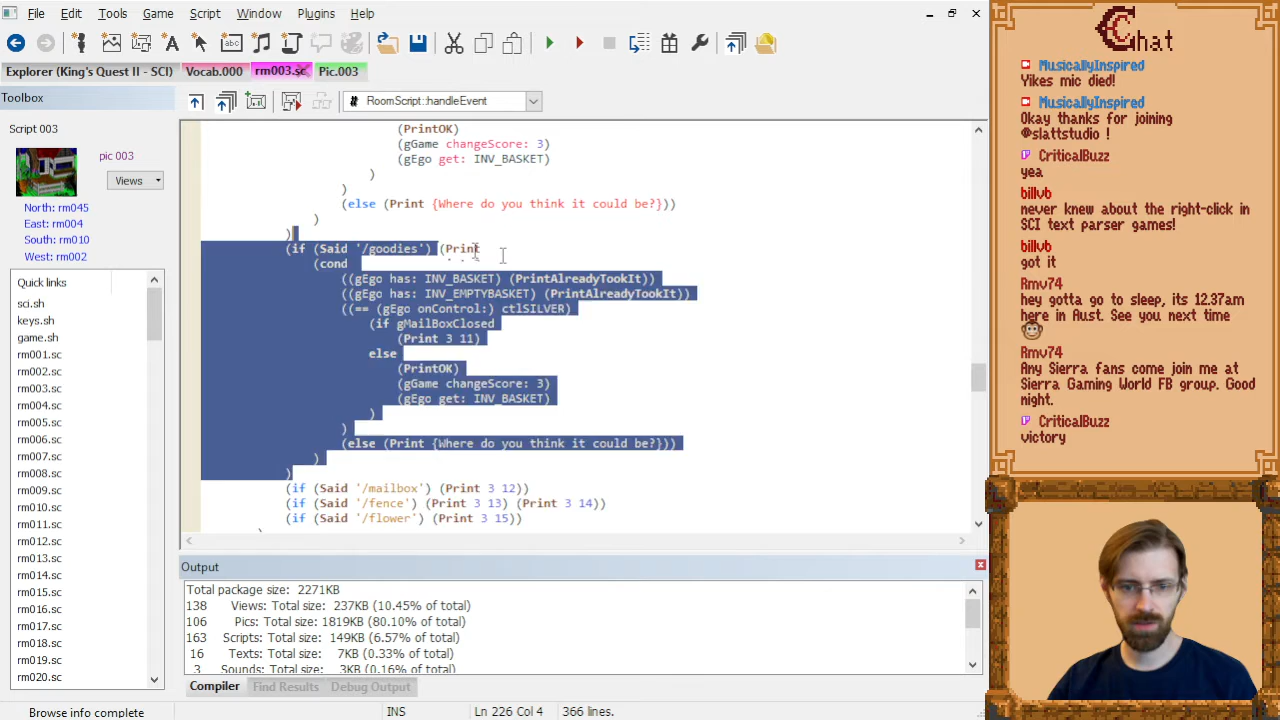 File Edit Tools Game Script Window Plugins Help
Explorer (King's Quest II - SCI) Vocab.000 rm003.sc Pic.003
Toolbox
RoomScript::handleEvent
Script 003
pic 003
Views
North: rm045
East: rm004
South: rm010
West: rm002
Quick links
sci.sh
keys.sh
game.sh
rm001.sc
rm002.sc
rm003.sc
rm004.sc
rm005.sc
rm006.sc
rm007.sc
rm008.sc
rm009.sc
rm010.sc
rm011.sc
rm012.sc
rm013.sc
rm014.sc
rm015.sc
rm016.sc
rm017.sc
rm018.sc
rm019.sc
rm020.sc
(PrintOK)
(gGame changeScore: 3)
(gEgo get: INV_BASKET)
)
)
(else (Print {Where do you think it could be?}))
)
)
(if (Said '/goodies') (Print
(cond
((gEgo has: INV_BASKET) (PrintAlreadyTookIt))
((gEgo has: INV_EMPTYBASKET) (PrintAlreadyTookIt))
((== (gEgo onControl:) ctlSILVER)
(if gMailBoxClosed
(Print 3 11)
else
(PrintOK)
(gGame changeScore: 3)
(gEgo get: INV_BASKET)
)
)
(else (Print {Where do you think it could be?}))
)
)
(if (Said '/mailbox') (Print 3 12))
(if (Said '/fence') (Print 3 13) (Print 3 14))
(if (Said '/flower') (Print 3 15))
Output
Total package size: 2271KB
138 Views: Total size: 237KB (10.45% of total)
106 Pics: Total size: 1819KB (80.10% of total)
163 Scripts: Total size: 149KB (6.57% of total)
16 Texts: Total size: 7KB (0.33% of total)
3 Sounds: Total size: 3KB (0.16% of total)
Compiler Find Results Debug Output
Browse info complete INS Ln 226 Col 4 366 lines.
Chat
MusicallyInspired
Yikes mic died!
MusicallyInspired
Okay thanks for joining
@slattstudio !
CriticalBuzz
yea
billvb
never knew about the right-click in
SCI text parser games!
billvb
got it
Rmv74
hey gotta go to sleep, its 12.37am
here in Aust. See you next time
Rmv74
Any Sierra fans come join me at
Sierra Gaming World FB group. Good
night.
CriticalBuzz
victory